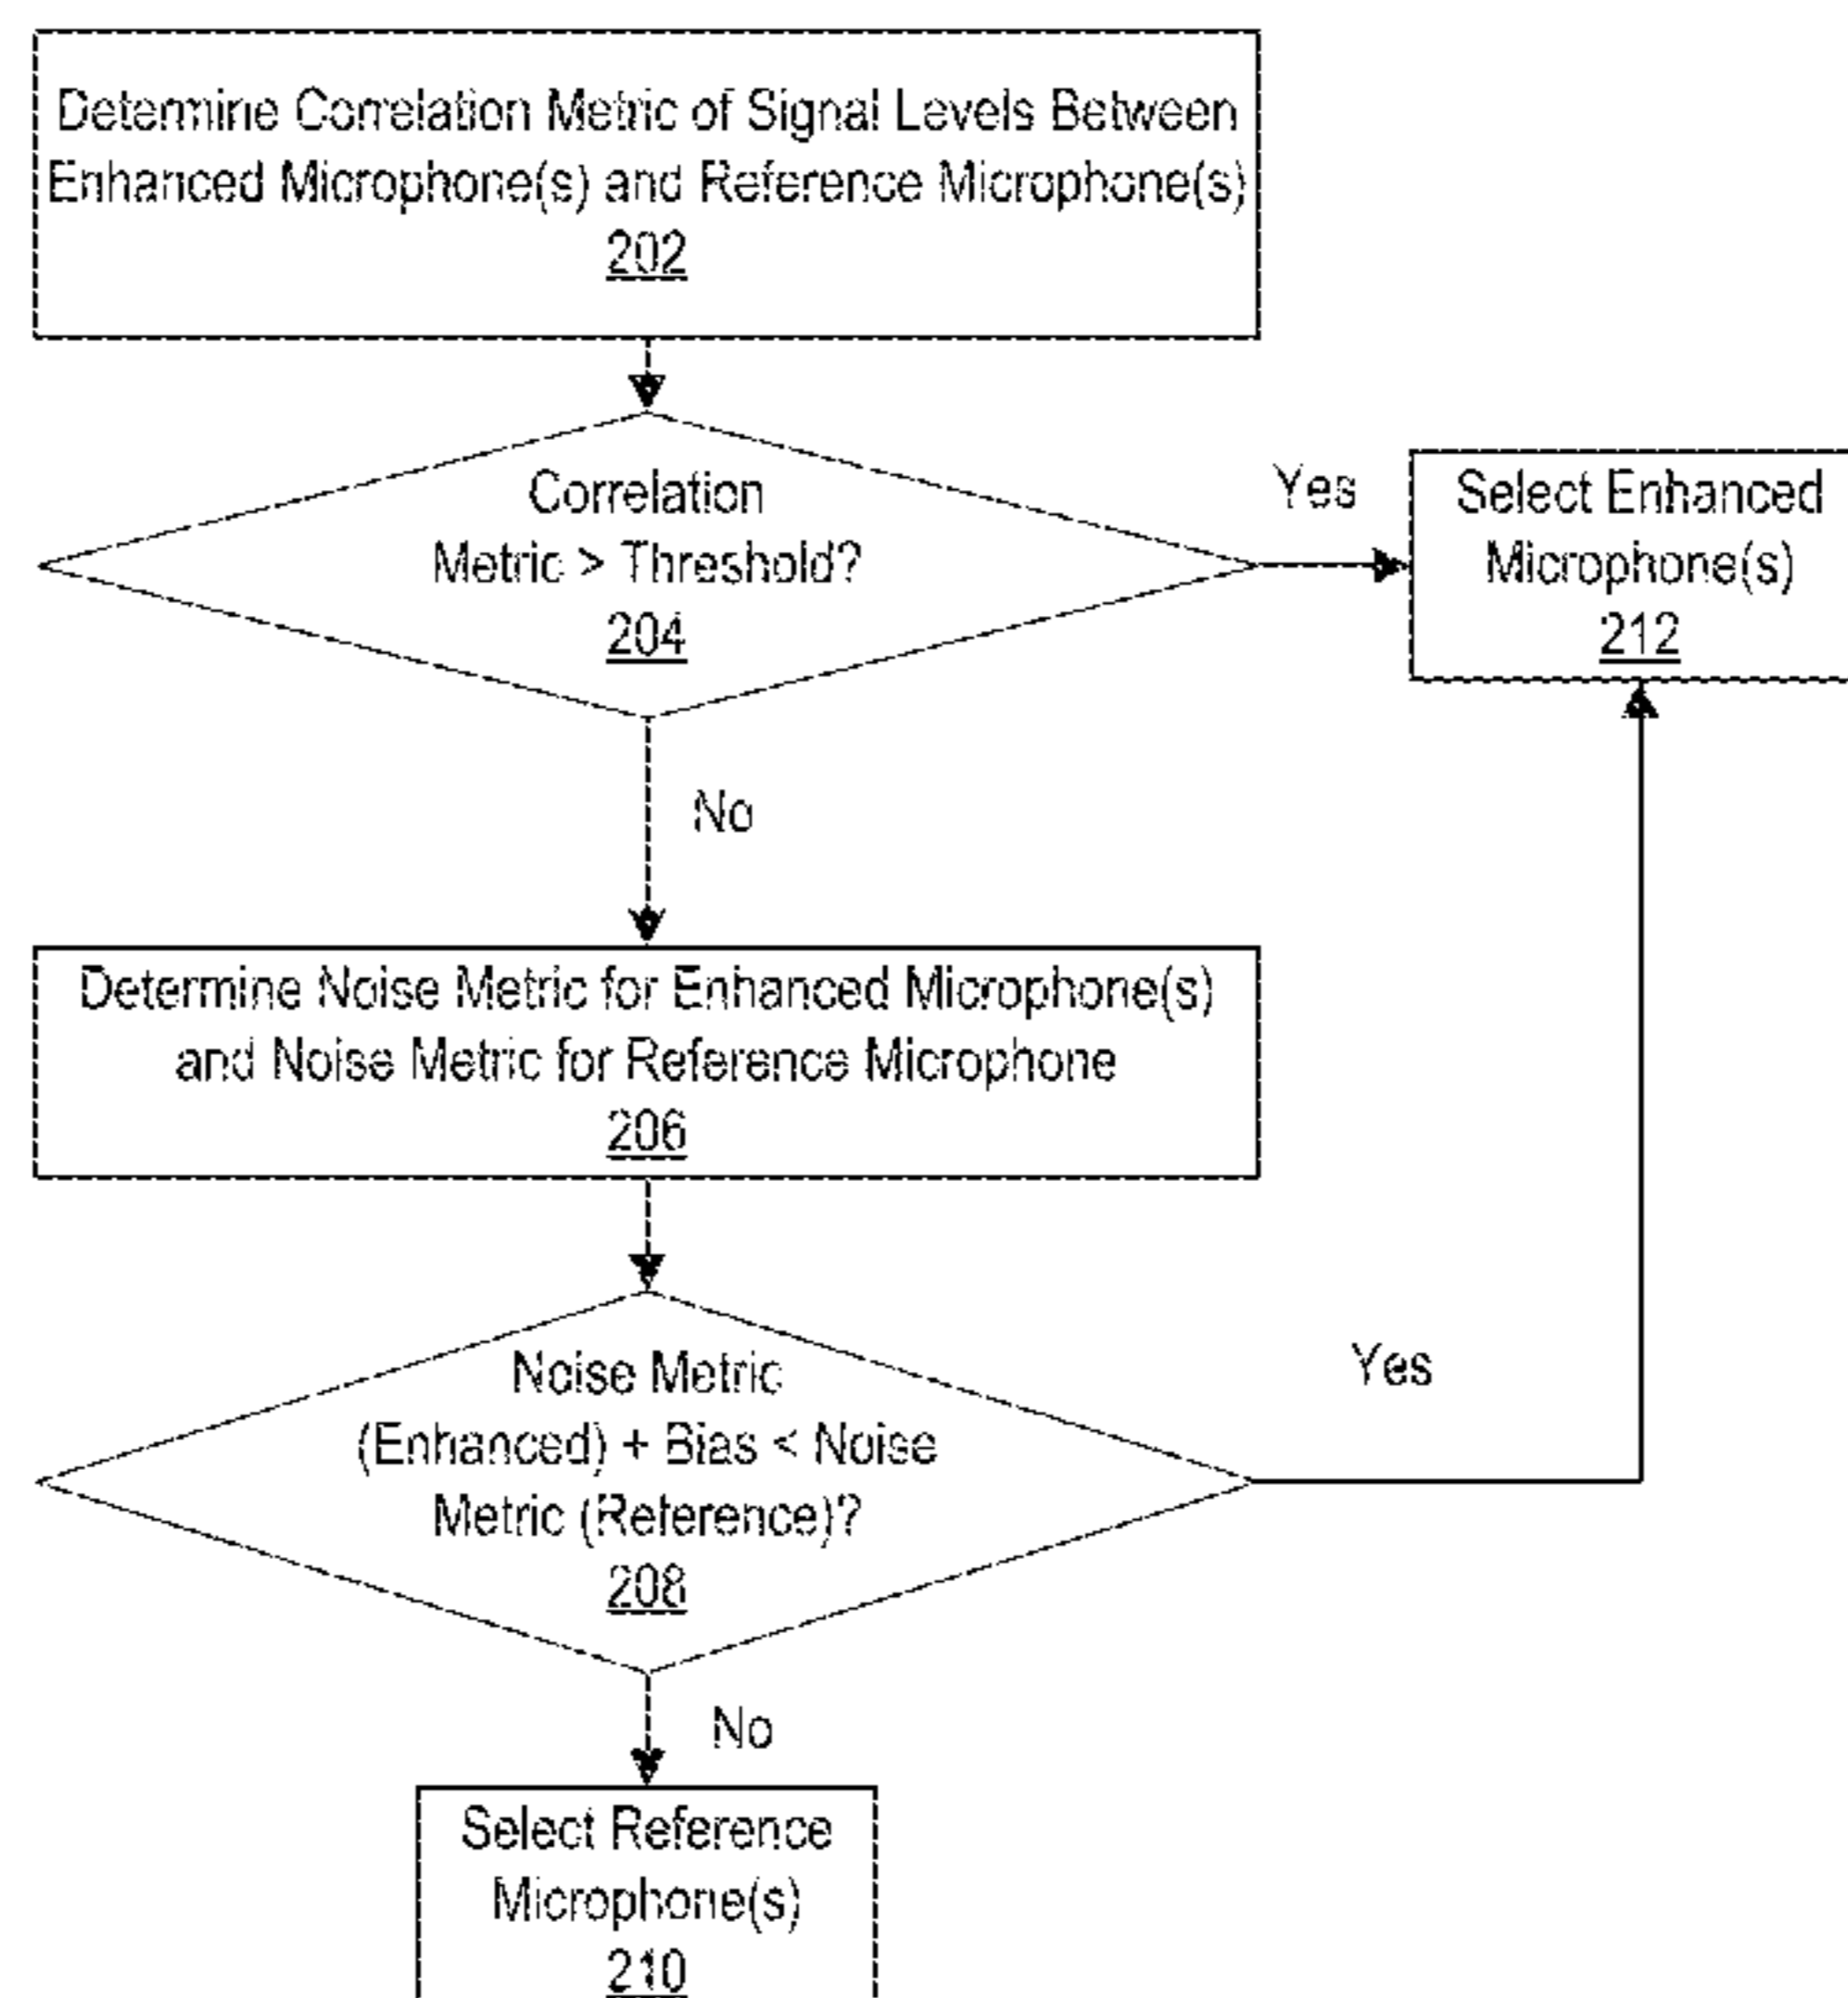 Determine Correlation Metric of Signal Levels Between
Enhanced Microphone(s) and Reference Microphone(s)
202
Correlation
Metric > Threshold?
204
Yes
Select Enhanced
Microphone(s)
212
No
Determine Noise Metric for Enhanced Microphone(s)
and Noise Metric for Reference Microphone
206
Noise Metric
(Enhanced) + Bias < Noise
Metric (Reference)?
208
Yes
No
Select Reference
Microphone(s)
210